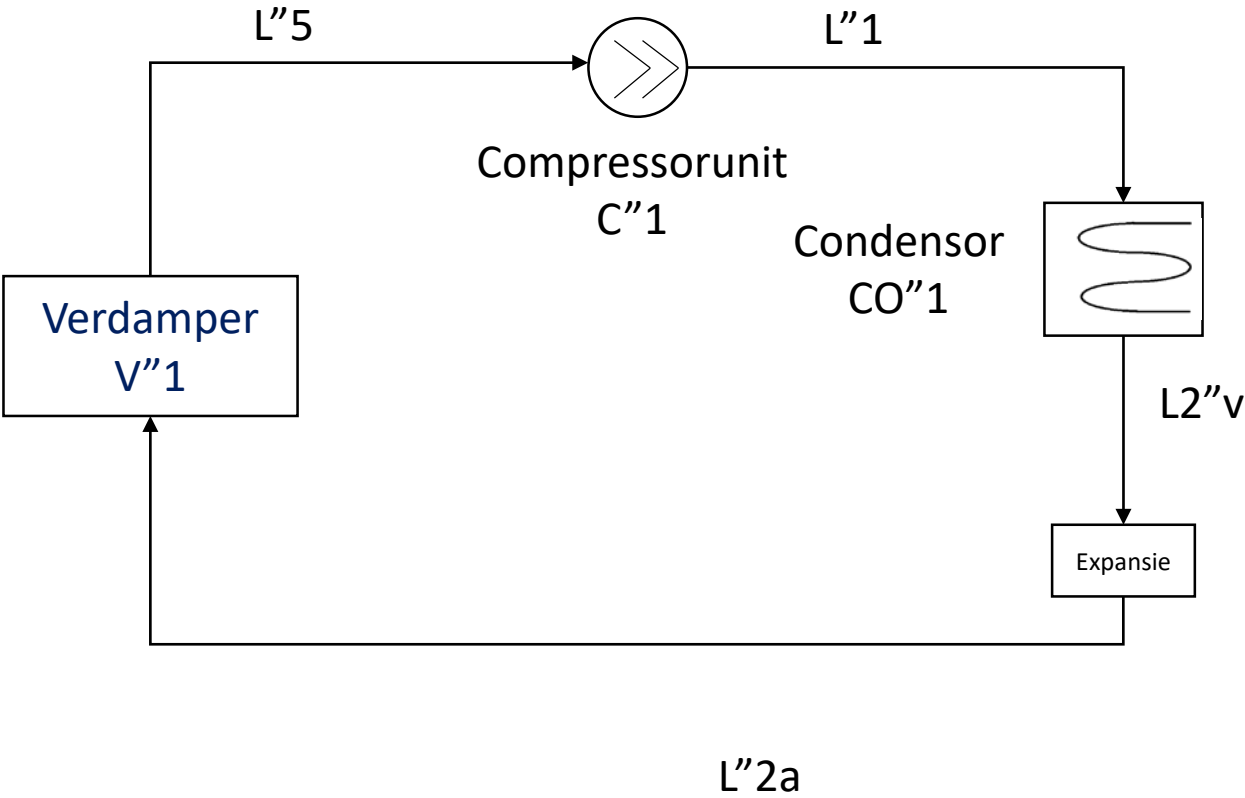 L”5
L”1
Compressorunit
C”1
Condensor
CO”1
Verdamper
V”1
L2”v
Expansie
L”2a